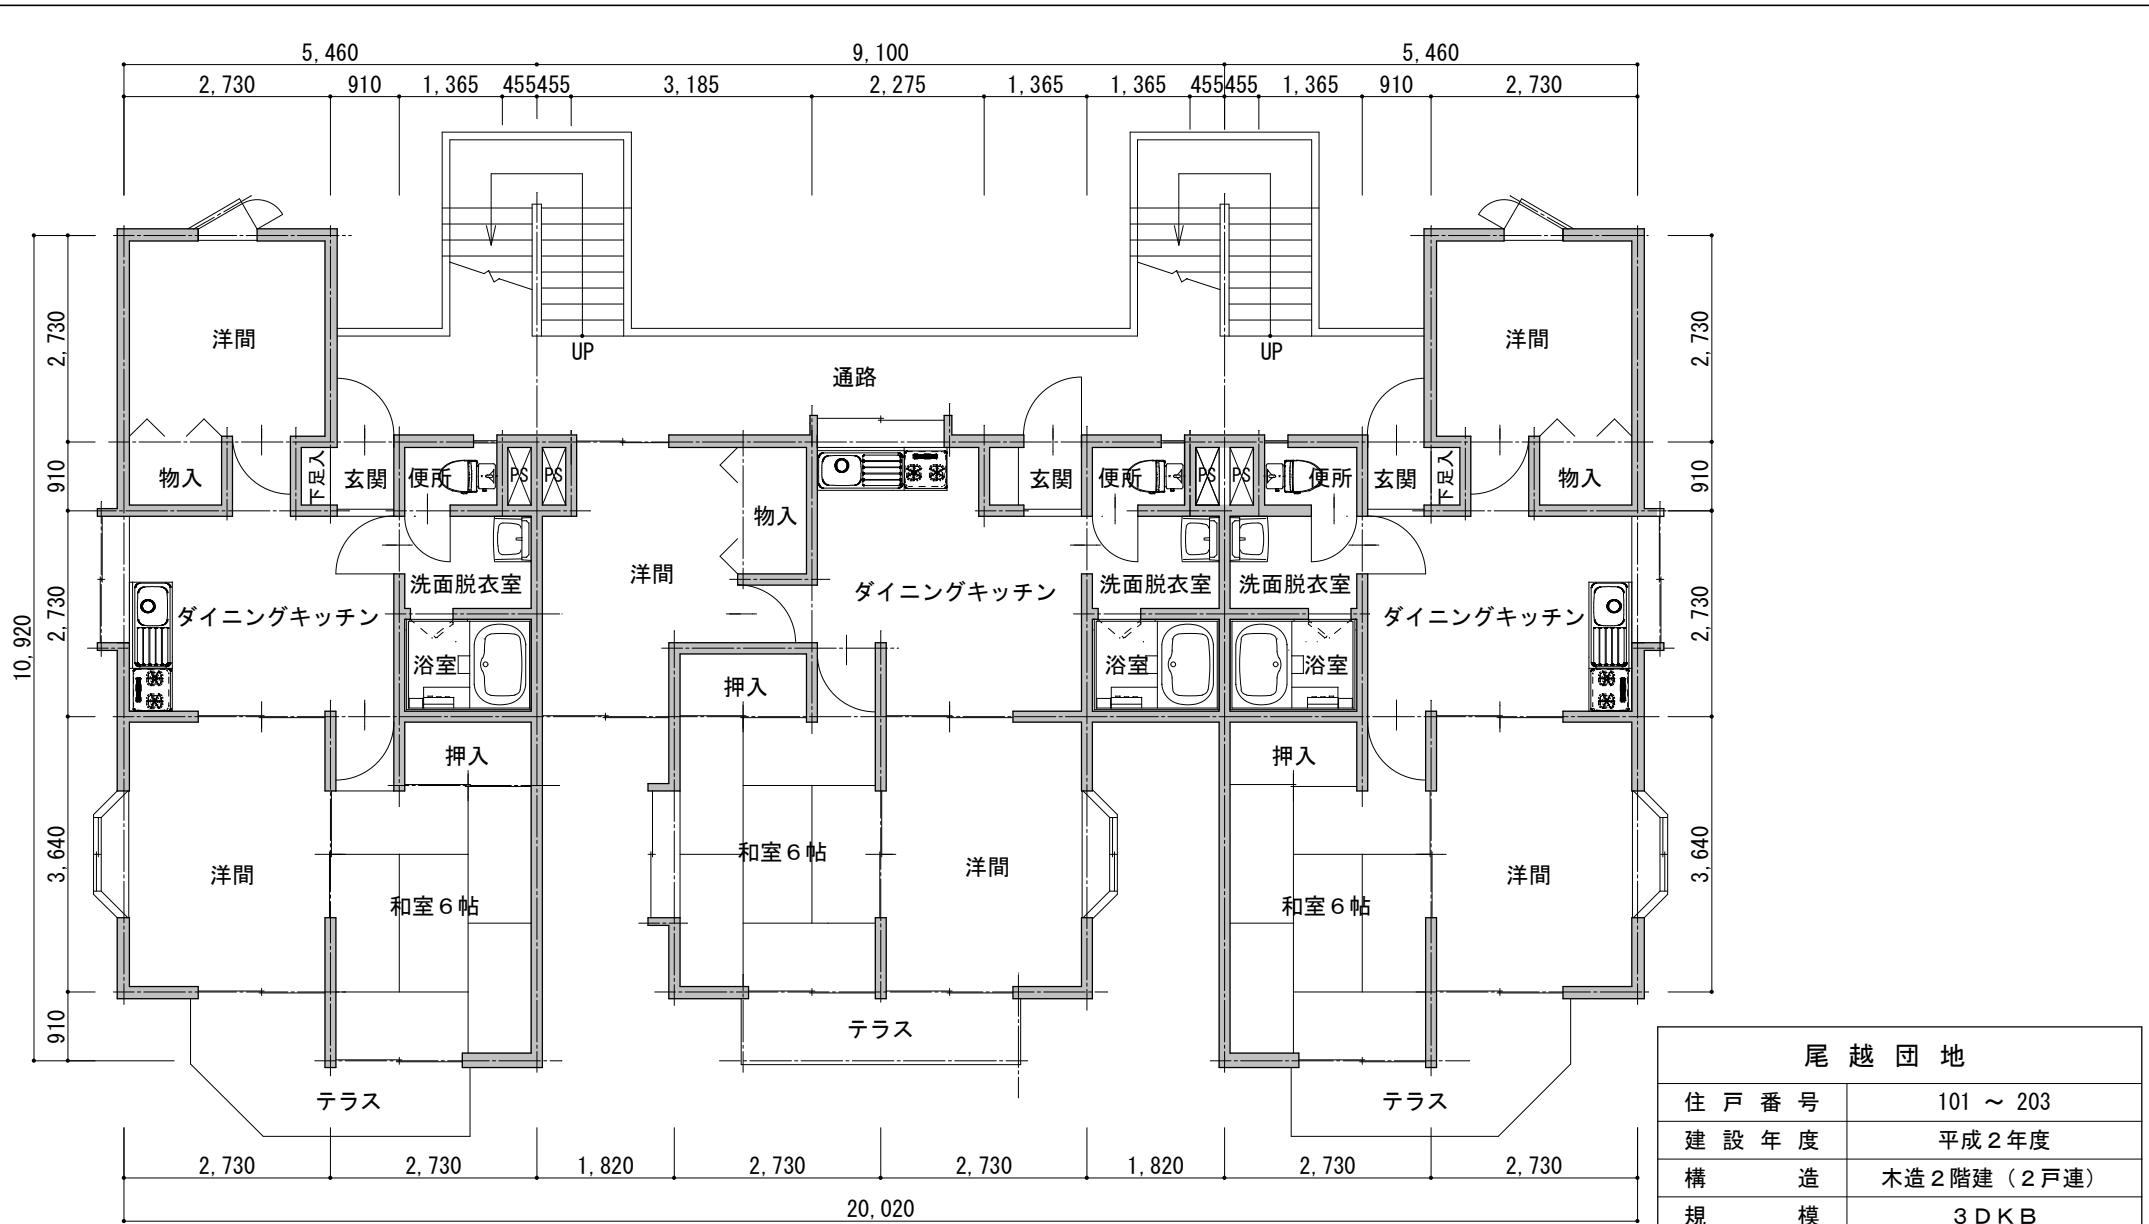 5,460 9,100 5,460
2,730 910 1,365 455 455 3,185 2,275 1,365 1,365 455 455 1,365 910 2,730
洋間 UP UP 洋間
通路
物入 下足入 玄関 便所 PS PS 玄関 便所 PS PS 便所 玄関 下足入 物入
物入
洗面脱衣室 洋間 ダイニングキッチン 洗面脱衣室 洗面脱衣室
ダイニングキッチン ダイニングキッチン
浴室 浴室 浴室
押入
押入 押入
和室6帖
洋間 洋間 洋間
和室6帖 和室6帖
テラス
テラス テラス
10,920
2,730
910
2,730
3,640
910
2,730
910
2,730
3,640
2,730 2,730 1,820 2,730 2,730 1,820 2,730 2,730
20,020
尾越団地
住戸番号 101 ～ 203
建設年度 平成2年度
構造 木造2階建（2戸連）
規模 3DKB